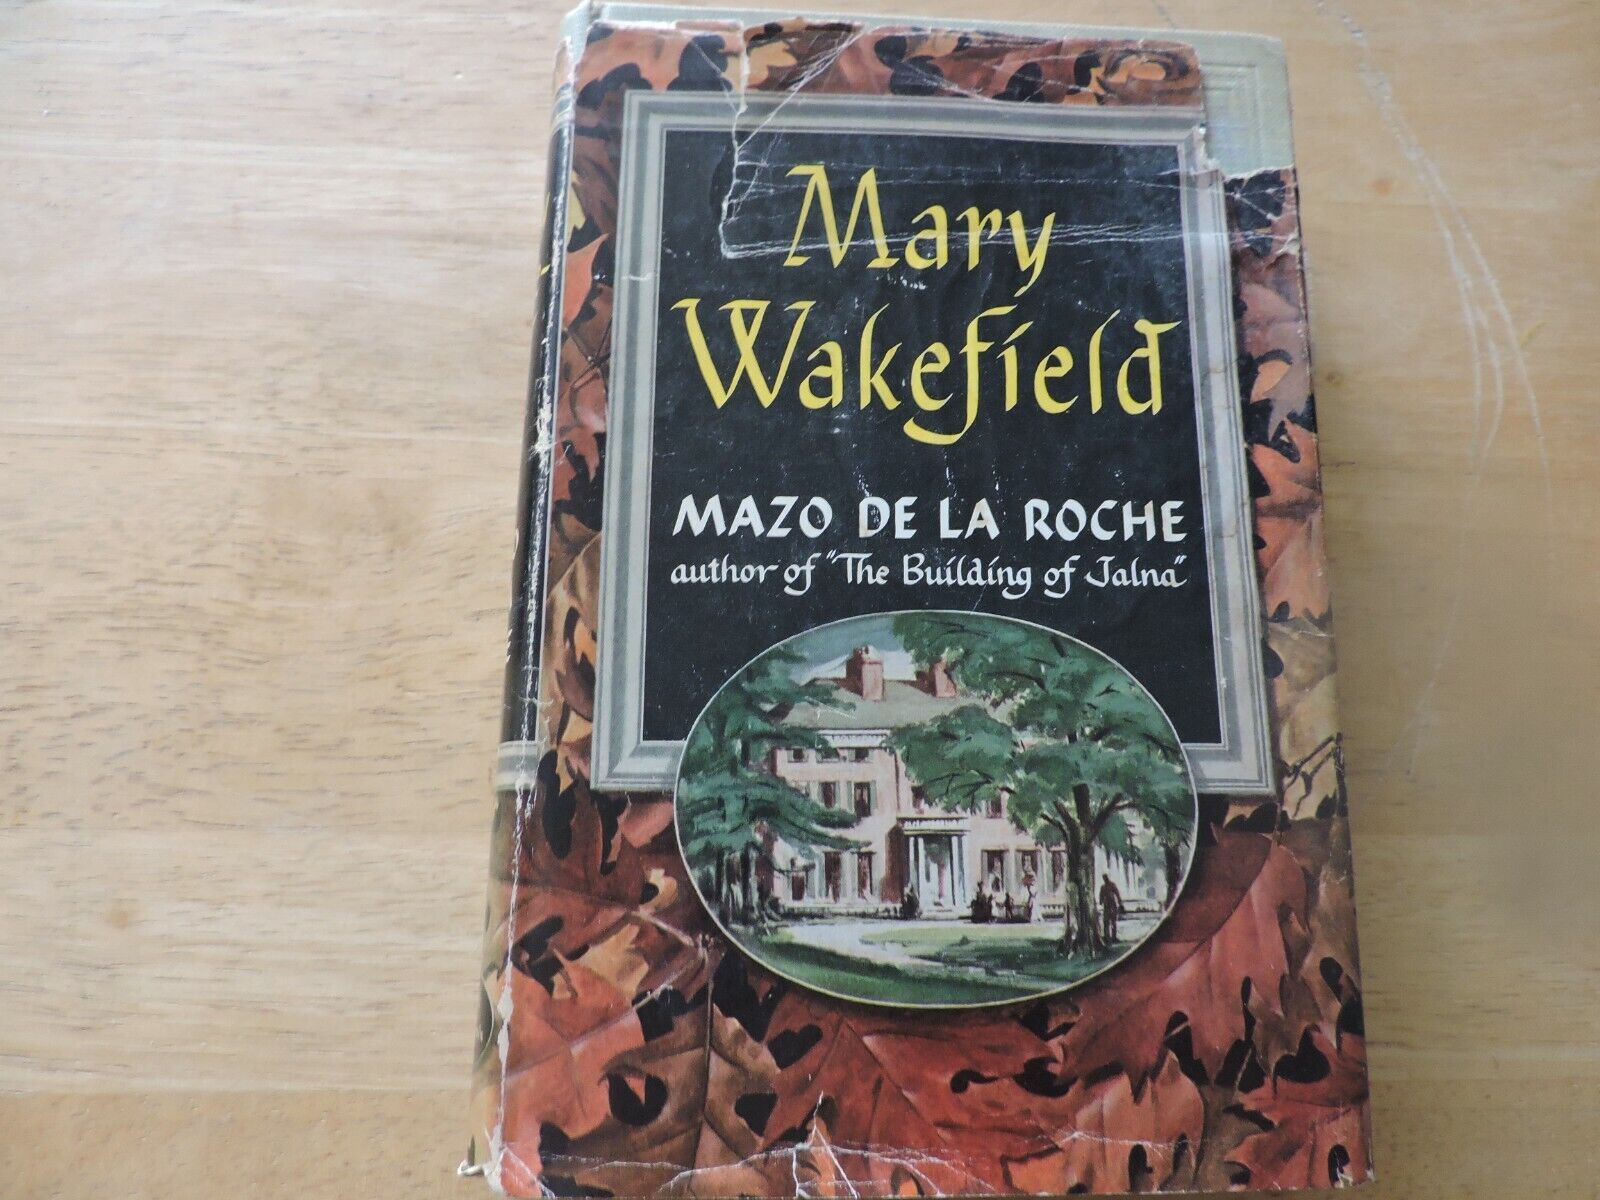 Mary
Wakefield
MAZO DE LA ROCHE
author of "The Building of Jalna"